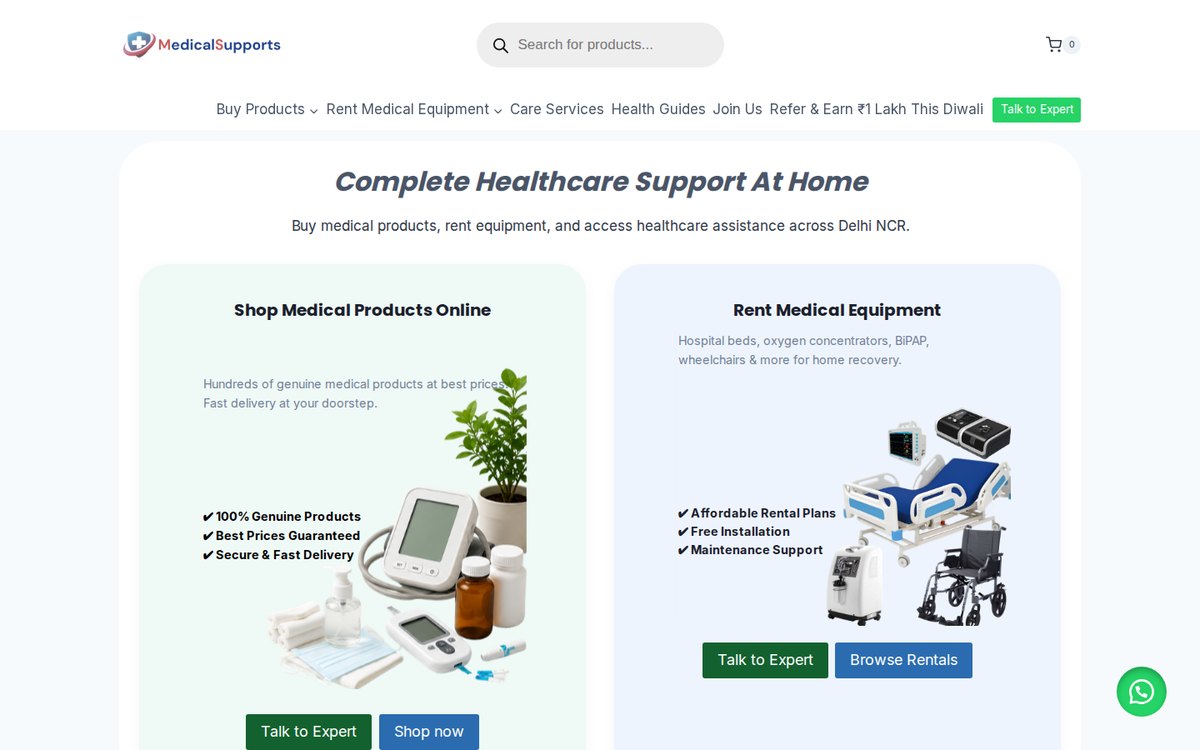 MedicalSupports
Search for products...
0
Buy Products
Rent Medical Equipment
Care Services
Health Guides
Join Us
Refer & Earn ₹1 Lakh This Diwali
Talk to Expert
Complete Healthcare Support At Home
Buy medical products, rent equipment, and access healthcare assistance across Delhi NCR.
Shop Medical Products Online
Hundreds of genuine medical products at best prices.
Fast delivery at your doorstep.
✔ 100% Genuine Products
✔ Best Prices Guaranteed
✔ Secure & Fast Delivery
Talk to Expert
Shop now
Rent Medical Equipment
Hospital beds, oxygen concentrators, BiPAP,
wheelchairs & more for home recovery.
✔ Affordable Rental Plans
✔ Free Installation
✔ Maintenance Support
Talk to Expert
Browse Rentals